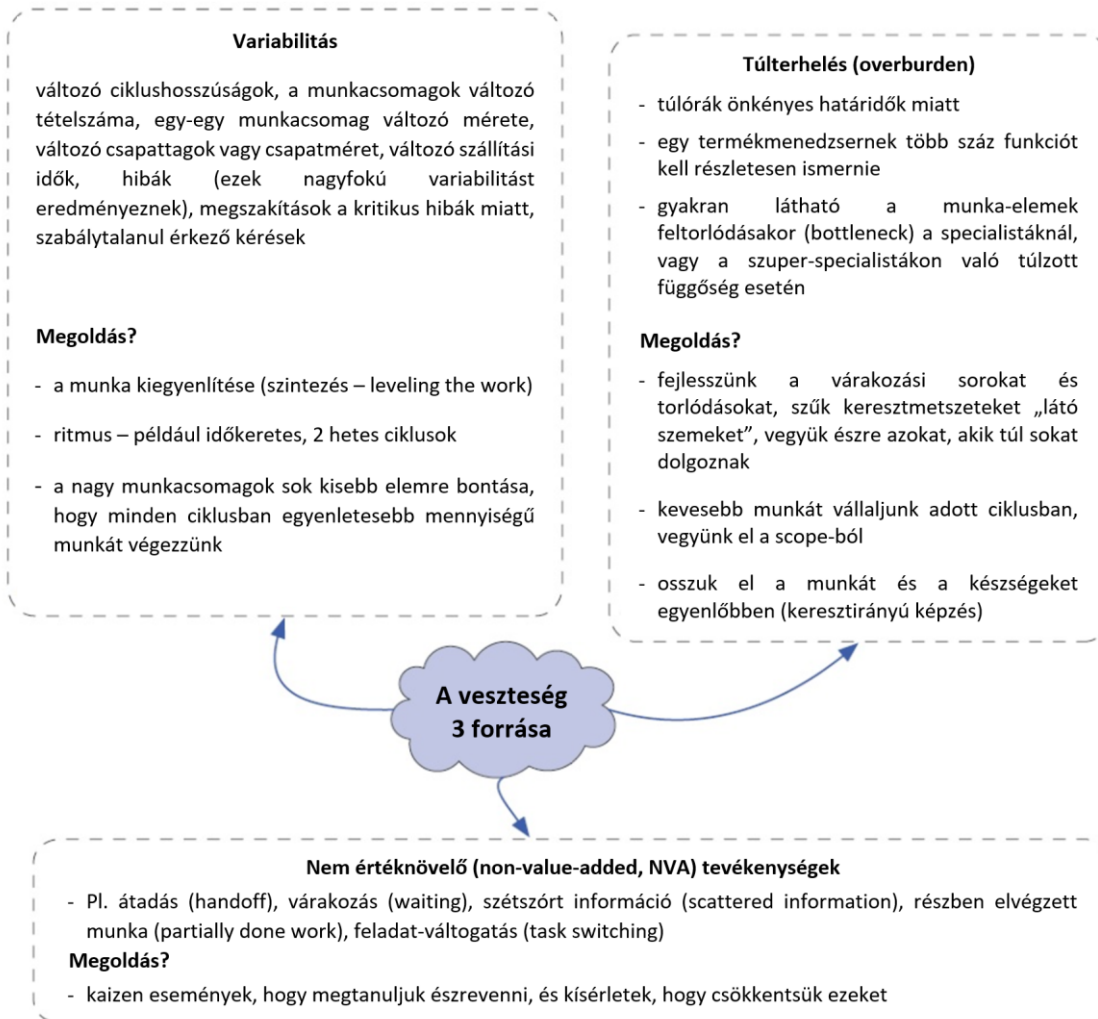 Variabilitás
változó ciklushosszúságok, a munkacsomagok változó
tételszáma, egy-egy munkacsomag változó mérete,
változó csapattagok vagy csapatméret, változó szállítási
idők, hibák (ezek nagyfokú variabilitást
eredményeznek), megszakítások a kritikus hibák miatt,
szabálytalanul érkező kérések
Megoldás?
- a munka kiegyenlítése (szintezés – leveling the work)
- ritmus – például időkeretes, 2 hetes ciklusok
- a nagy munkacsomagok sok kisebb elemre bontása,
hogy minden ciklusban egyenletesebb mennyiségű
munkát végezzünk
Túlterhelés (overburden)
- túlórák önkényes határidők miatt
- egy termékmenedzsernek több száz funkciót
kell részletesen ismernie
- gyakran látható a munka-elemek
feltorlódásakor (bottleneck) a specialistáknál,
vagy a szuper-specialistákon való túlzott
függőség esetén
Megoldás?
- fejlesszünk a várakozási sorokat és
torlódásokat, szűk keresztmetszeteket „látó
szemeket”, vegyük észre azokat, akik túl sokat
dolgoznak
- kevesebb munkát vállaljunk adott ciklusban,
vegyünk el a scope-ból
- osszuk el a munkát és a készségeket
egyenlőbben (keresztirányú képzés)
A veszteség
3 forrása
Nem értéknövelő (non-value-added, NVA) tevékenységek
- Pl. átadás (handoff), várakozás (waiting), szétszórt információ (scattered information), részben elvégzett
munka (partially done work), feladat-váltogatás (task switching)
Megoldás?
- kaizen események, hogy megtanuljuk észrevenni, és kísérletek, hogy csökkentsük ezeket